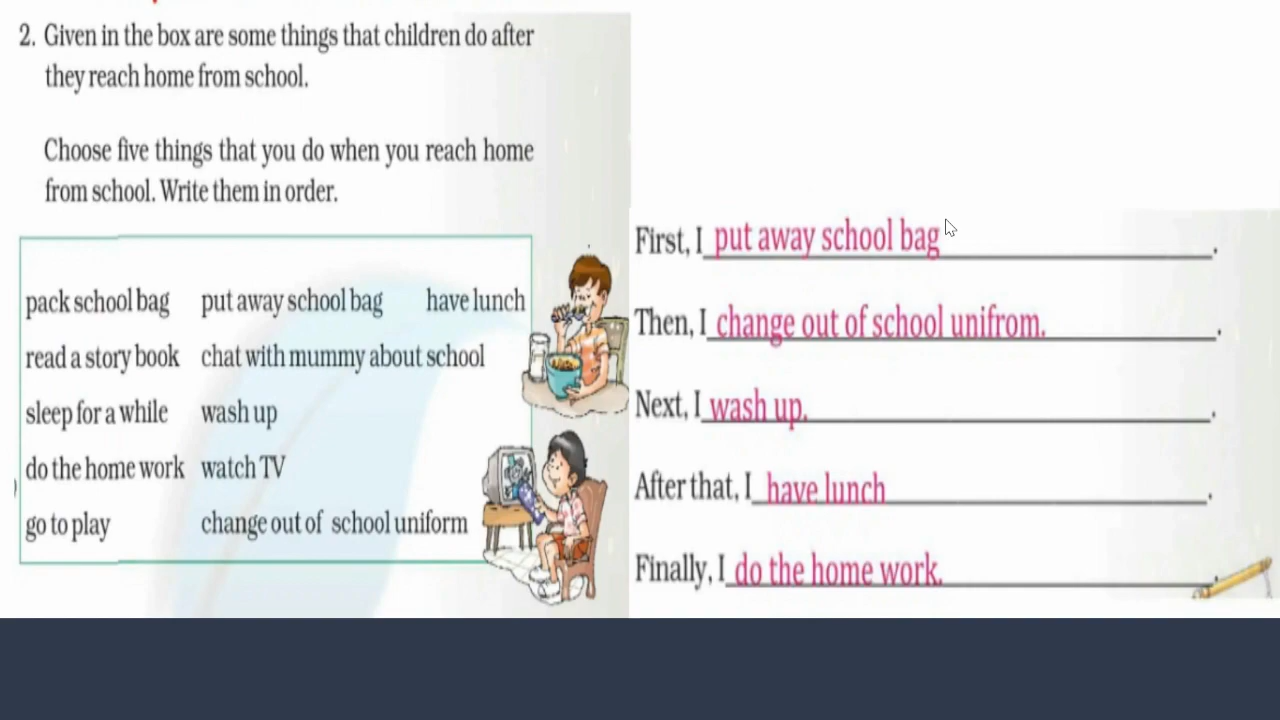 2. Given in the box are some things that children do after
they reach home from school.
Choose five things that you do when you reach home
from school. Write them in order.
pack school bag put away school bag have lunch
read a story book chat with mummy about school
sleep for a while wash up
do the home work watch TV
go to play change out of school uniform
First, I put away school bag.
Then, I change out of school unifrom..
Next, I wash up..
After that, I have lunch.
Finally, I do the home work..